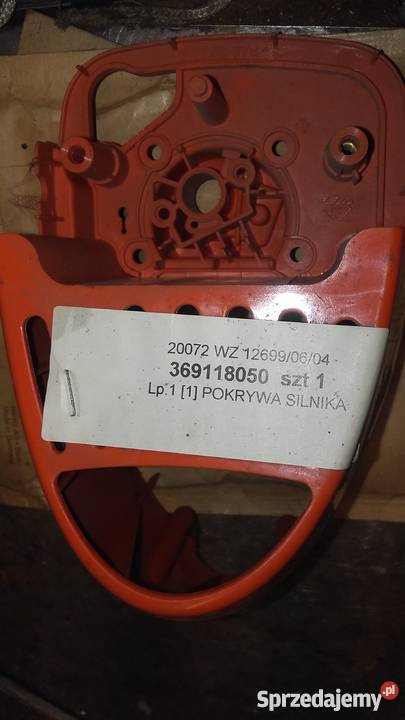 20072 WZ 12699/06/04
369118050 szt 1
Lp.1 [1] POKRYWA SILNIKA
Sprzedajemy.pl